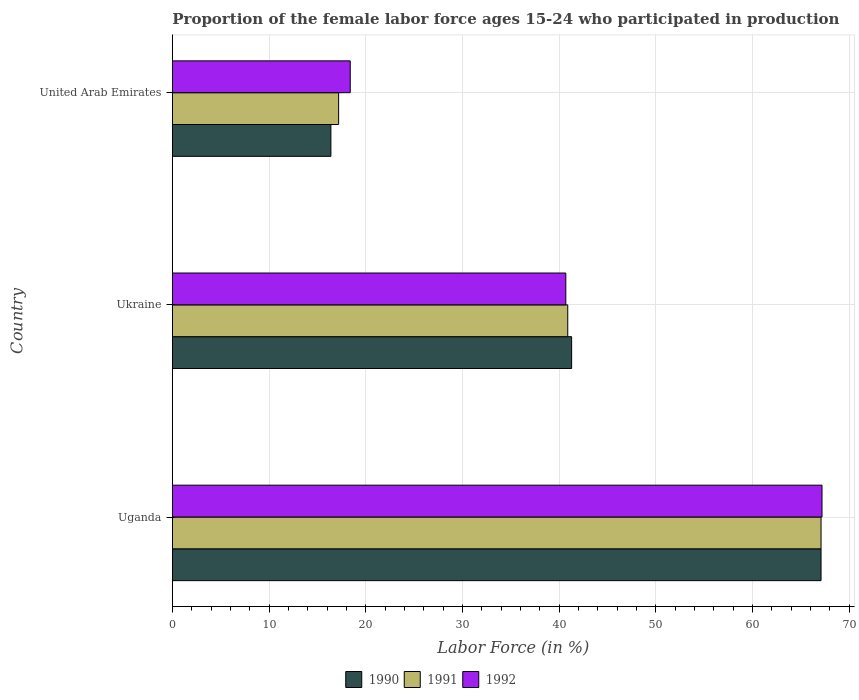 Proportion of the female labor force ages 15-24 who participated in production
United Arab Emirates
Ukraine
Uganda
Country
0 10 20 30 40 50 60 70
Labor Force (in %)
1990 1991 1992